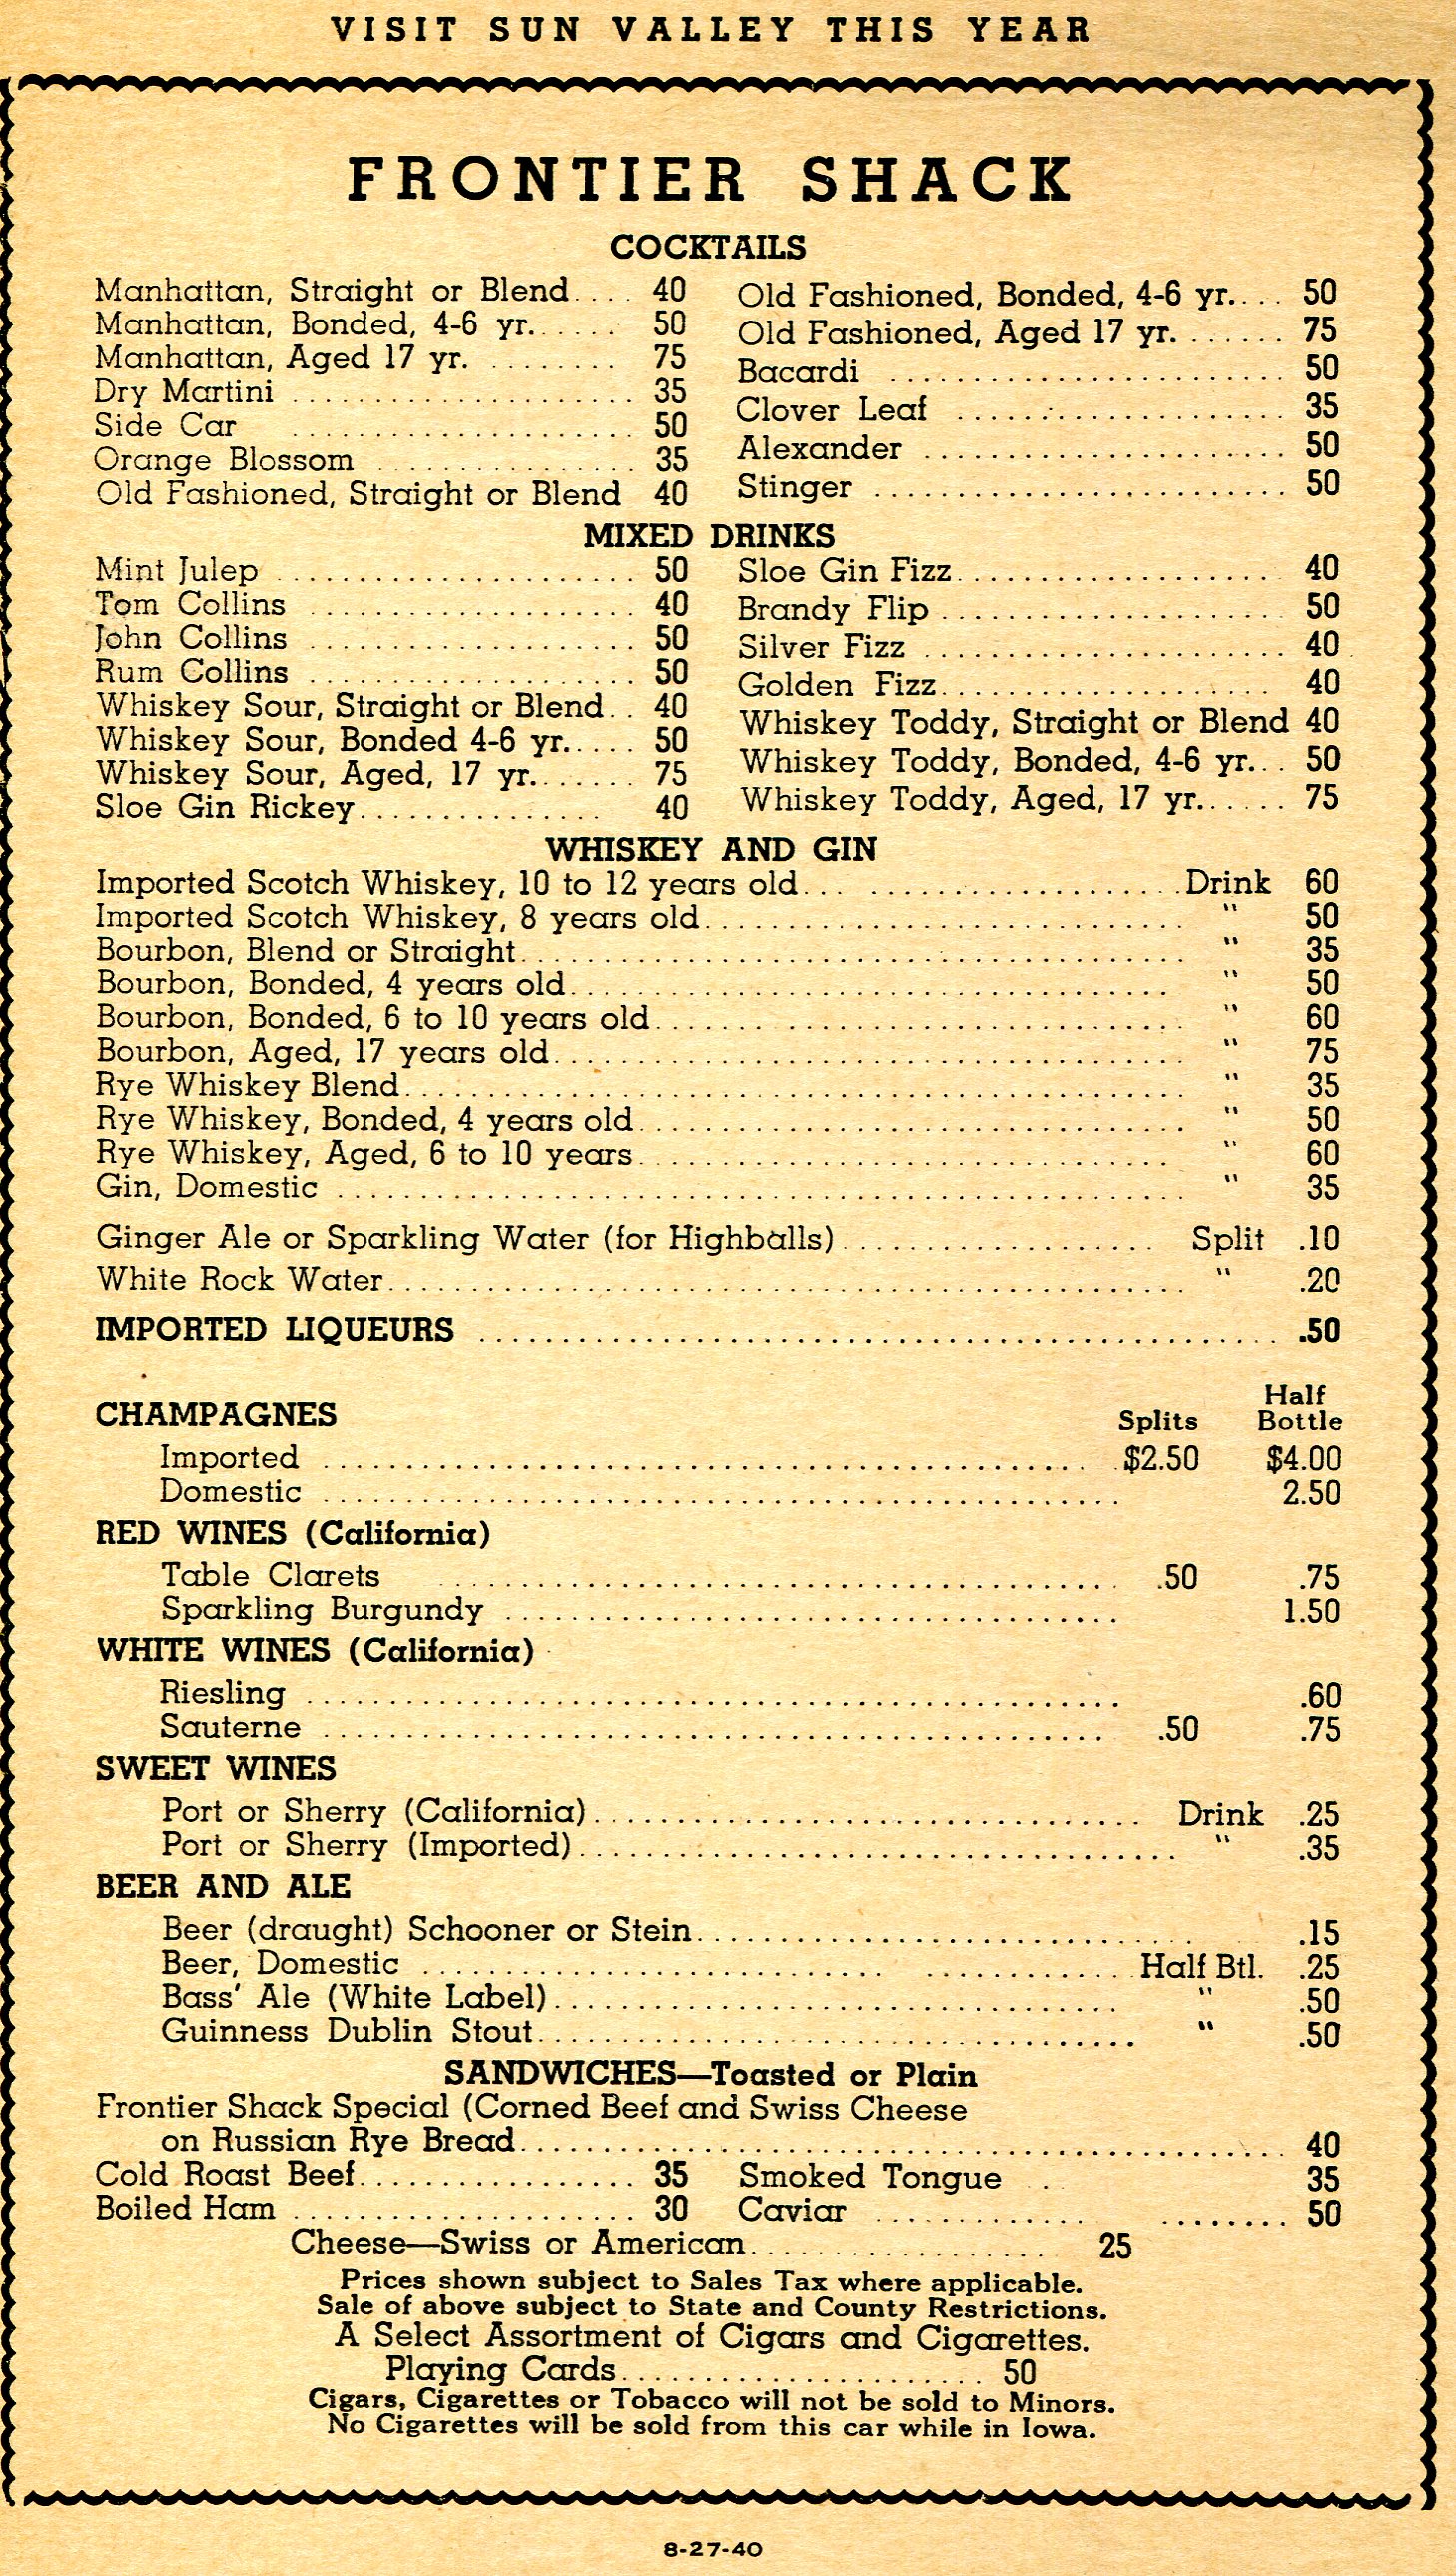 VISIT SUN VALLEY THIS YEAR
FRONTIER SHACK
COCKTAILS
Manhattan, Straight or Blend.... 40
Manhattan, Bonded, 4-6 yr....... 50
Manhattan, Aged 17 yr. ........ 75
Dry Martini ..................... 35
Side Car ..................... 50
Orange Blossom ................ 35
Old Fashioned, Straight or Blend 40
Old Fashioned, Bonded, 4-6 yr.... 50
Old Fashioned, Aged 17 yr. ...... 75
Bacardi ........................ 50
Clover Leaf .................... 35
Alexander ...................... 50
Stinger ......................... 50
MIXED DRINKS
Mint Julep ...................... 50
Tom Collins .................... 40
John Collins .................... 50
Rum Collins .................... 50
Whiskey Sour, Straight or Blend.. 40
Whiskey Sour, Bonded 4-6 yr..... 50
Whiskey Sour, Aged, 17 yr....... 75
Sloe Gin Rickey............... 40
Sloe Gin Fizz.................... 40
Brandy Flip ..................... 50
Silver Fizz ...................... 40
Golden Fizz..................... 40
Whiskey Toddy, Straight or Blend 40
Whiskey Toddy, Bonded, 4-6 yr... 50
Whiskey Toddy, Aged, 17 yr...... 75
WHISKEY AND GIN
Imported Scotch Whiskey, 10 to 12 years old... ................... Drink 60
Imported Scotch Whiskey, 8 years old............................. " 50
Bourbon, Blend or Straight......................................... " 35
Bourbon, Bonded, 4 years old..................................... " 50
Bourbon, Bonded, 6 to 10 years old................................ " 60
Bourbon, Aged, 17 years old....................................... " 75
Rye Whiskey Blend................................................ " 35
Rye Whiskey, Bonded, 4 years old.................................. " 50
Rye Whiskey, Aged, 6 to 10 years................................. " 60
Gin, Domestic .................................................... " 35
Ginger Ale or Sparkling Water (for Highballs).................... Split .10
White Rock Water................................................. " .20
IMPORTED LIQUEURS ................................................. .50
CHAMPAGNES Splits Half Bottle
Imported ............................................... $2.50 $4.00
Domestic ................................................. 2.50
RED WINES (California)
Table Clarets .......................................... .50 .75
Sparkling Burgundy ...................................... 1.50
WHITE WINES (California)
Riesling .................................................. .60
Sauterne ................................................ .50 .75
SWEET WINES
Port or Sherry (California)................................. Drink .25
Port or Sherry (Imported)..................................... " .35
BEER AND ALE
Beer (draught) Schooner or Stein.............................. .15
Beer, Domestic ............................ ............. Half Btl. .25
Bass' Ale (White Label)................................... " .50
Guinness Dublin Stout..................................... " .50
SANDWICHES—Toasted or Plain
Frontier Shack Special (Corned Beef and Swiss Cheese
on Russian Rye Bread............................................... 40
Cold Roast Beef................. 35 Smoked Tongue . 35
Boiled Ham ..................... 30 Caviar ............. ........ 50
Cheese—Swiss or American................... 25
Prices shown subject to Sales Tax where applicable.
Sale of above subject to State and County Restrictions.
A Select Assortment of Cigars and Cigarettes.
Playing Cards...................... 50
Cigars, Cigarettes or Tobacco will not be sold to Minors.
No Cigarettes will be sold from this car while in Iowa.
8-27-40